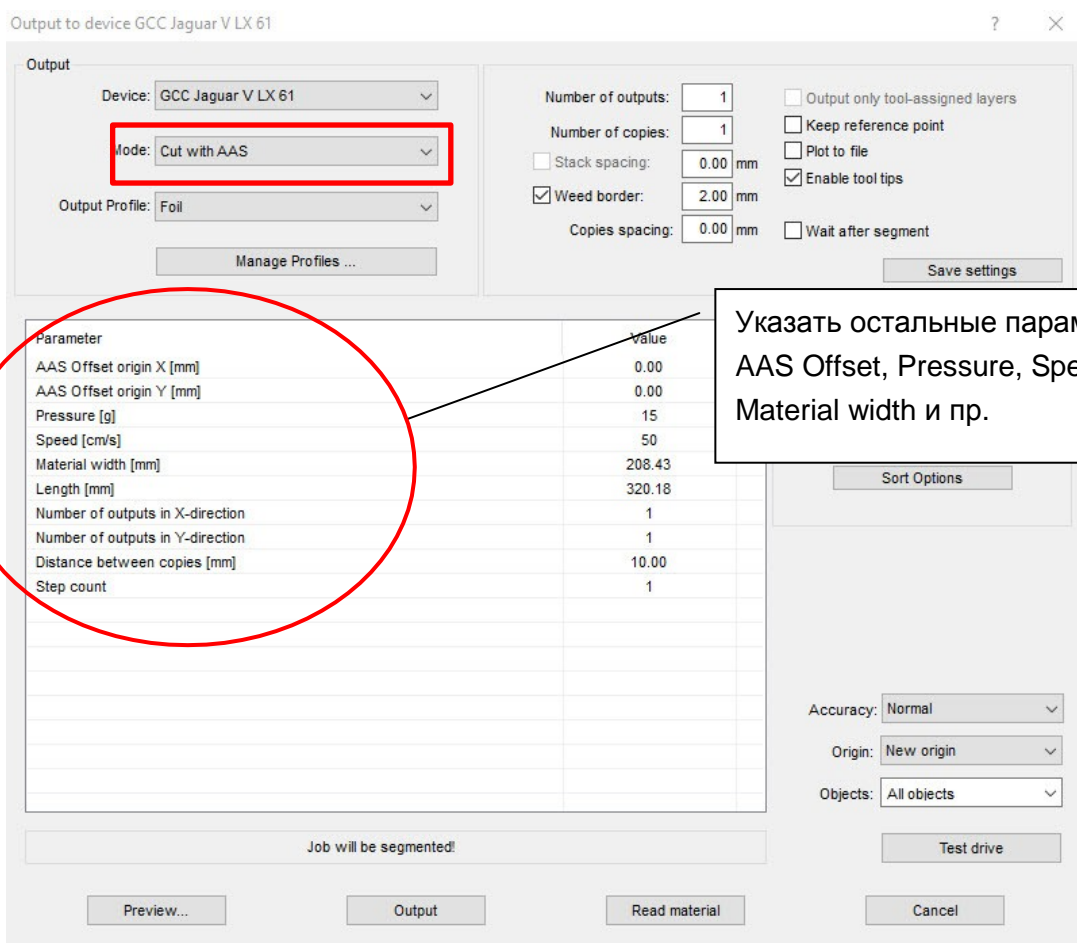 Output to device GCC Jaguar V LX 61
Output
Device: GCC Jaguar V LX 61
Mode: Cut with AAS
Output Profile: Foil
Manage Profiles ...
Number of outputs: 1
Number of copies: 1
Stack spacing: 0.00 mm
Weed border: 2.00 mm
Copies spacing: 0.00 mm
Output only tool-assigned layers
Keep reference point
Plot to file
Enable tool tips
Wait after segment
Save settings
Parameter Value
AAS Offset origin X [mm] 0.00
AAS Offset origin Y [mm] 0.00
Pressure [g] 15
Speed [cm/s] 50
Material width [mm] 208.43
Length [mm] 320.18
Number of outputs in X-direction 1
Number of outputs in Y-direction 1
Distance between copies [mm] 10.00
Step count 1
Указать остальные
AAS Offset, Pressure,
Material width и пр.
Sort Options
Accuracy: Normal
Origin: New origin
Objects: All objects
Job will be segmented!
Test drive
Preview...
Output
Read material
Cancel